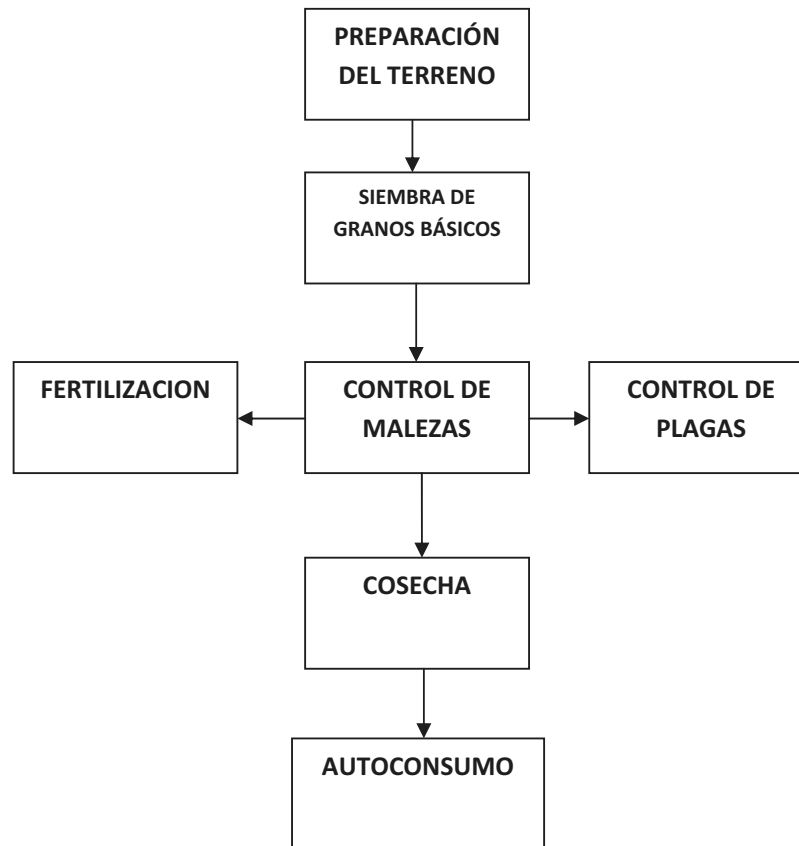 PREPARACIÓN
DEL TERRENO
SIEMBRA DE
GRANOS BÁSICOS
FERTILIZACION
CONTROL DE
MALEZAS
CONTROL DE
PLAGAS
COSECHA
AUTOCONSUMO